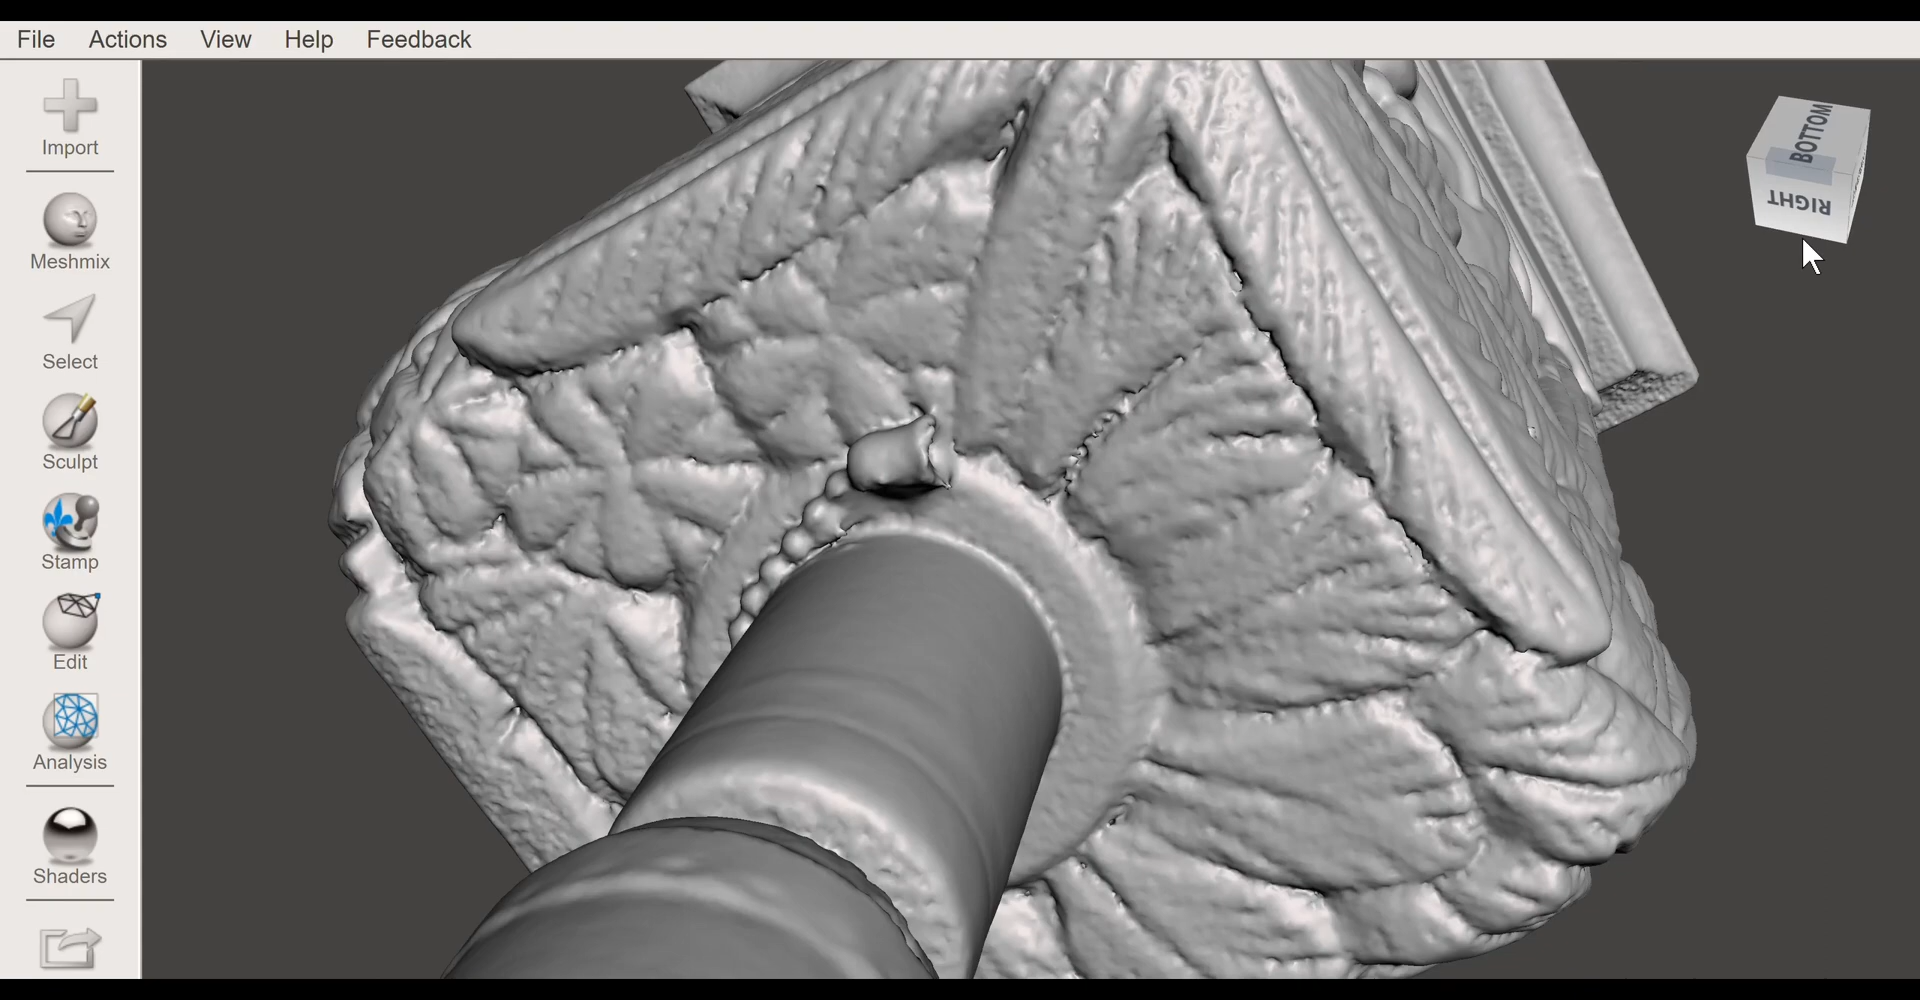 File Actions View Help Feedback
Import
Meshmix
Select
Sculpt
Stamp
Edit
Analysis
Shaders
BOTTOM
RIGHT